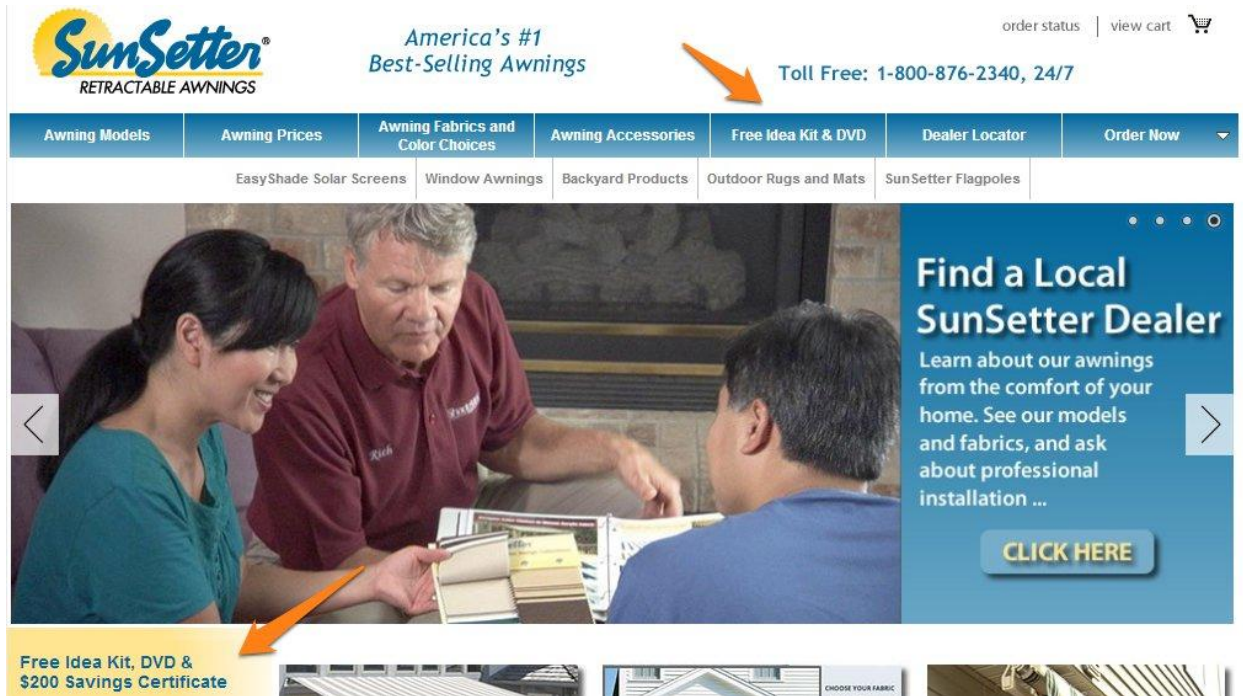 SunSetter®
RETRACTABLE AWNINGS
America's #1
Best-Selling Awnings
order status | view cart
Toll Free: 1-800-876-2340, 24/7
Awning Models
Awning Prices
Awning Fabrics and
Color Choices
Awning Accessories
Free Idea Kit & DVD
Dealer Locator
Order Now
EasyShade Solar Screens
Window Awnings
Backyard Products
Outdoor Rugs and Mats
SunSetter Flagpoles
Rich
Find a Local
SunSetter Dealer
Learn about our awnings
from the comfort of your
home. See our models
and fabrics, and ask
about professional
installation ...
CLICK HERE
Free Idea Kit, DVD &
$200 Savings Certificate
CHOOSE YOUR FABRIC